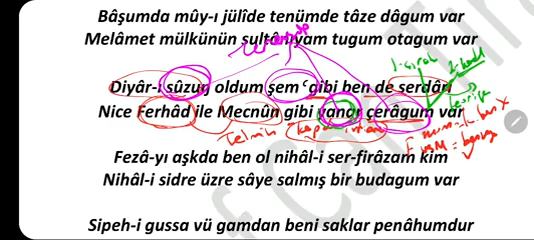 Bâşumda mûy-ı jülîde tenümde tâze dâgum var
Melâmet mülkünün sultânıyam tugum otagum var
Diyâr-ı sûzuŋ oldum şem‘ gibi ben de serdârı
Nice Ferhâd ile Mecnûn gibi yanar çerâgum var
telmih
Fezâ-yı aşkda ben ol nihâl-i ser-firâzam kim
Nihâl-i sidre üzre sâye salmış bir budagum var
Sipeh-i gussa vü gamdan beni saklar penâhumdur